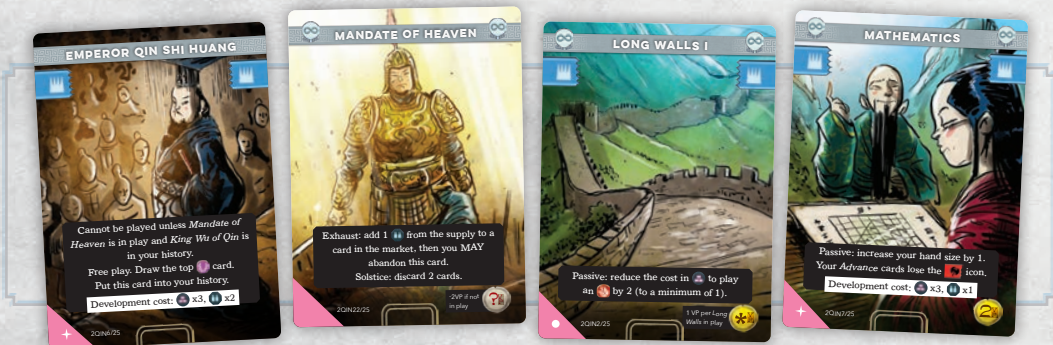 EMPEROR QIN SHI HUANG
Cannot be played unless Mandate of
Heaven is in play and King Wu of Qin is
in your history.
Free play. Draw the top card.
Put this card into your history.
Development cost: x3, x2
2QIN6/25
MANDATE OF HEAVEN
Exhaust: add 1 from the supply to a
card in the market, then you MAY
abandon this card.
Solstice: discard 2 cards.
-2VP if not
in play
?
2QIN22/25
LONG WALLS I
Passive: reduce the cost in to play
an by 2 (to a minimum of 1).
1 VP per Long
Walls in play
*
2QIN2/25
MATHEMATICS
Passive: increase your hand size by 1.
Your Advance cards lose the icon.
Development cost: x3, x1
2
2QIN7/25